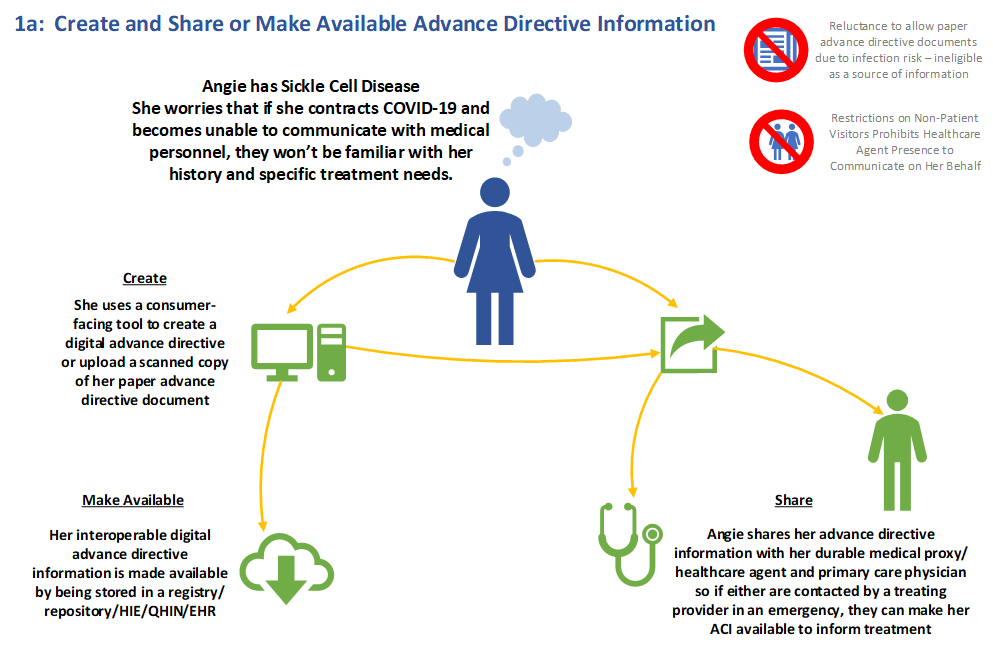 1a: Create and Share or Make Available Advance Directive Information
Reluctance to allow paper
advance directive documents
due to infection risk – ineligible
as a source of information
Angie has Sickle Cell Disease
She worries that if she contracts COVID-19 and
becomes unable to communicate with medical
personnel, they won't be familiar with her
history and specific treatment needs.
Restrictions on Non-Patient
Visitors Prohibits Healthcare
Agent Presence to
Communicate on Her Behalf
Create
She uses a consumer-
facing tool to create a
digital advance directive
or upload a scanned copy
of her paper advance
directive document
Make Available
Her interoperable digital
advance directive
information is made available
by being stored in a registry/
repository/HIE/QHIN/EHR
Share
Angie shares her advance directive
information with her durable medical proxy/
healthcare agent and primary care physician
so if either are contacted by a treating
provider in an emergency, they can make her
ACI available to inform treatment